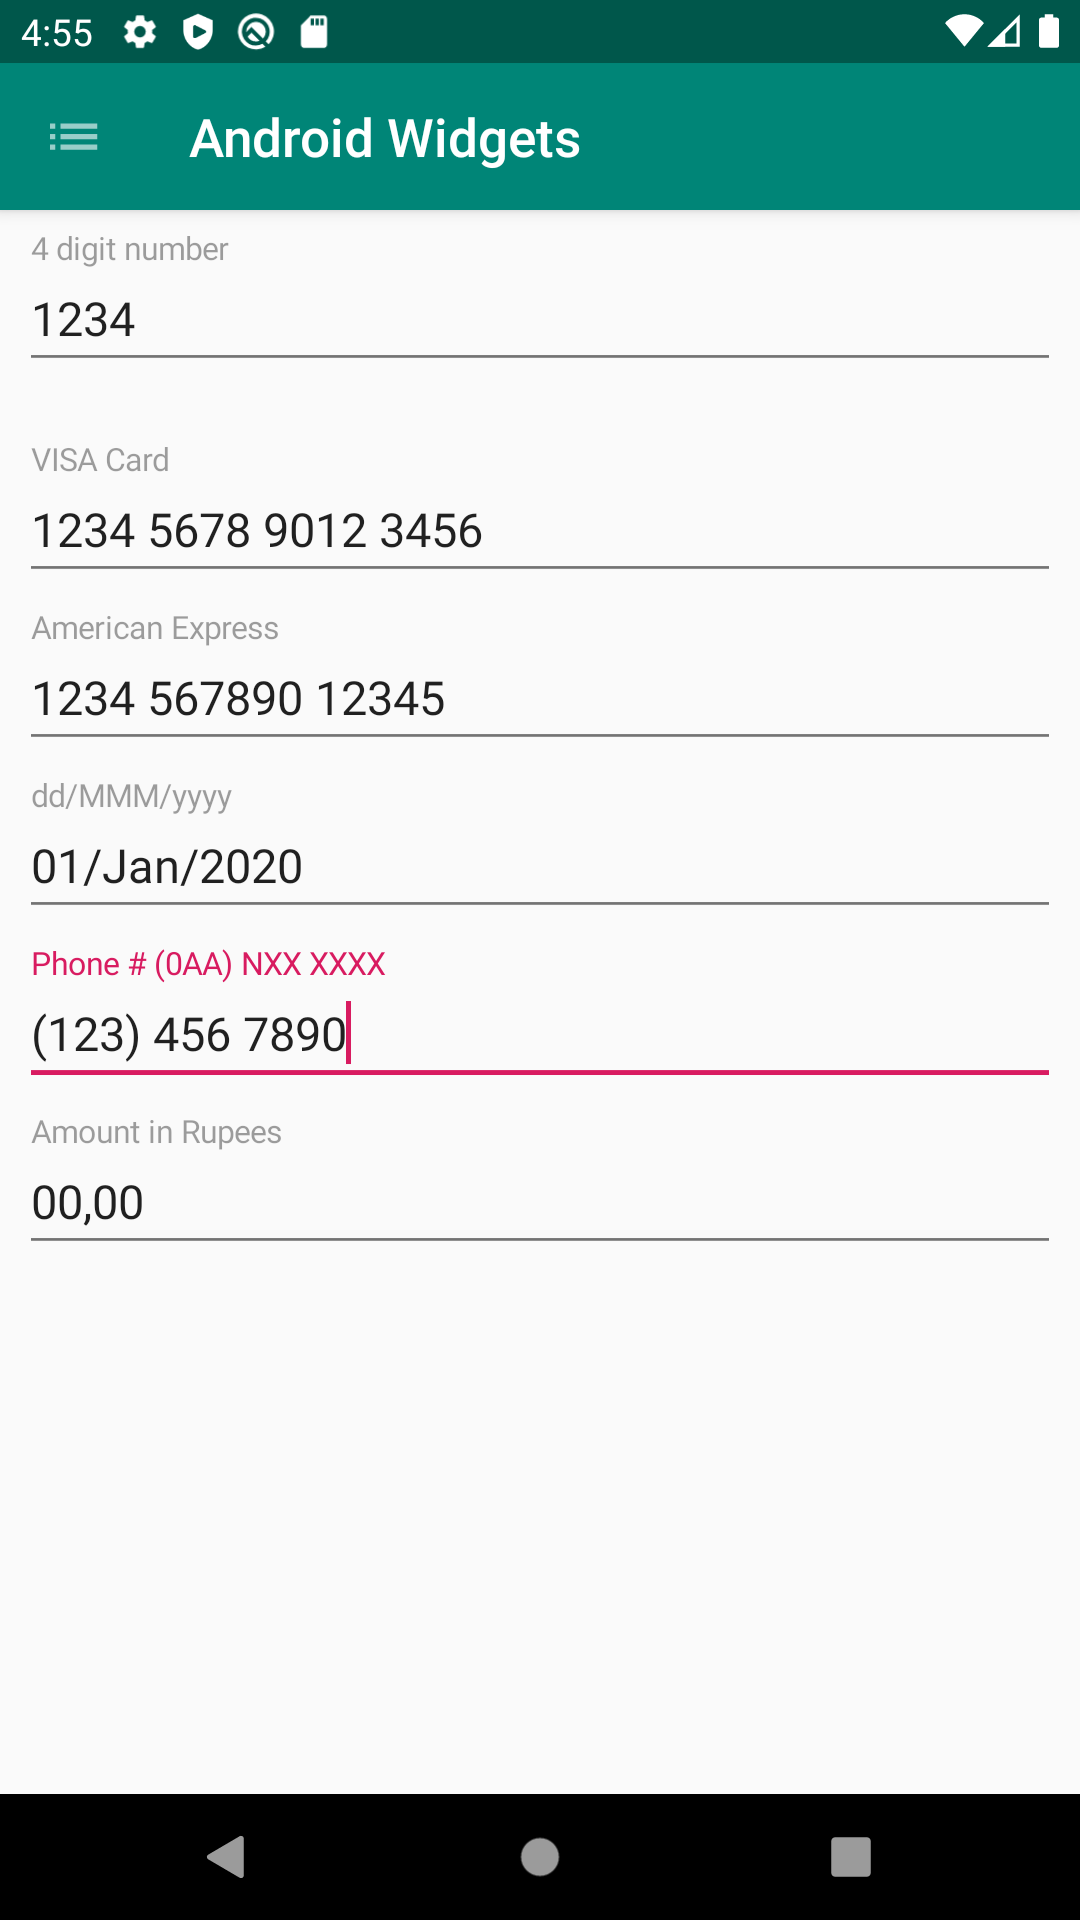 4:55
Android Widgets
4 digit number
1234
VISA Card
1234 5678 9012 3456
American Express
1234 567890 12345
dd/MMM/yyyy
01/Jan/2020
Phone # (0AA) NXX XXXX
(123) 456 7890
Amount in Rupees
00,00